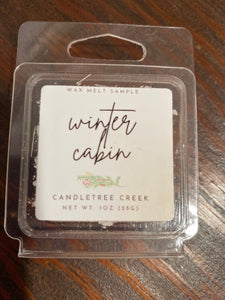 WAX MELT SAMPLE
winter
cabin
CANDLETREE CREEK
NET WT. 1OZ (28G)